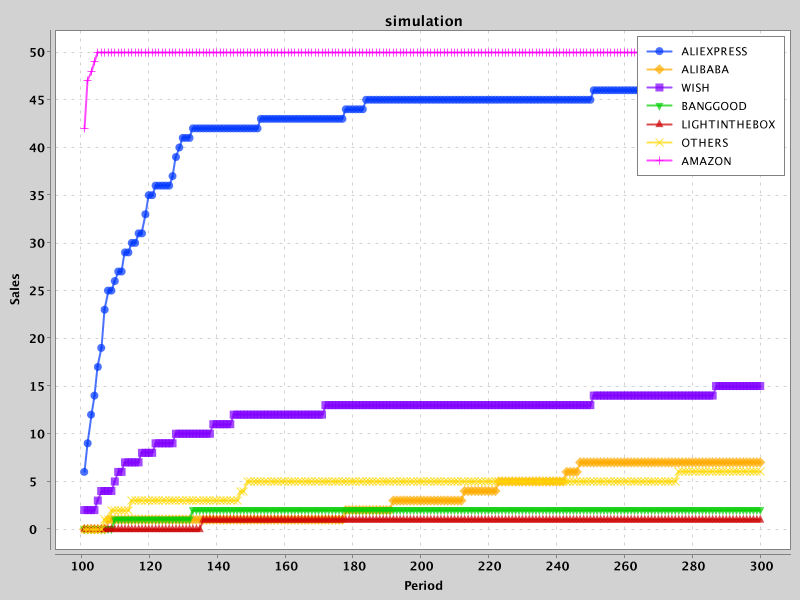 simulation
50
45
40
35
30
25
20
15
10
5
0
Sales
100 120 140 160 180 200 220 240 260 280 300
Period
ALIEXPRESS
ALIBABA
WISH
BANGGOOD
LIGHTINTHEBOX
OTHERS
AMAZON